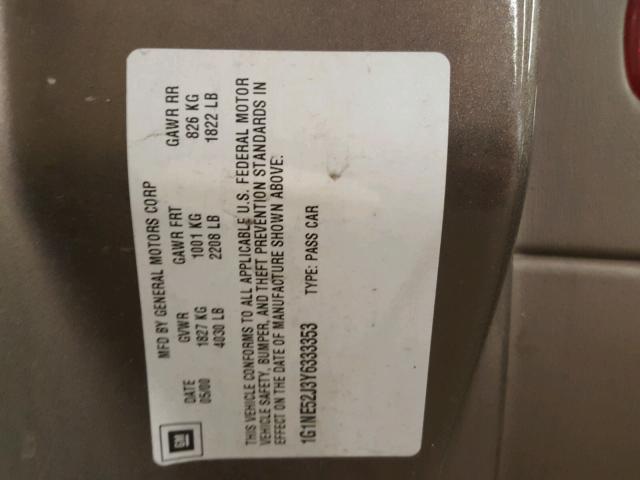 MFD BY GENERAL MOTORS CORP
DATE GVWR GAWR FRT GAWR RR
05/00 1827 KG 1001 KG 826 KG
4030 LB 2208 LB 1822 LB
THIS VEHICLE CONFORMS TO ALL APPLICABLE U.S. FEDERAL MOTOR
VEHICLE SAFETY, BUMPER, AND THEFT PREVENTION STANDARDS IN
EFFECT ON THE DATE OF MANUFACTURE SHOWN ABOVE.
1G1NE52J3Y6333353 TYPE: PASS CAR
GM